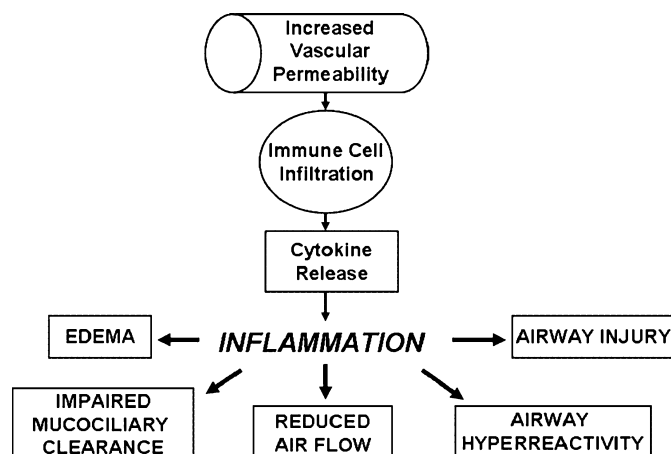 Increased
Vascular
Permeability
Immune Cell
Infiltration
Cytokine
Release
EDEMA
INFLAMMATION
AIRWAY INJURY
IMPAIRED
MUCOCILIARY
CLEARANCE
REDUCED
AIR FLOW
AIRWAY
HYPERREACTIVITY